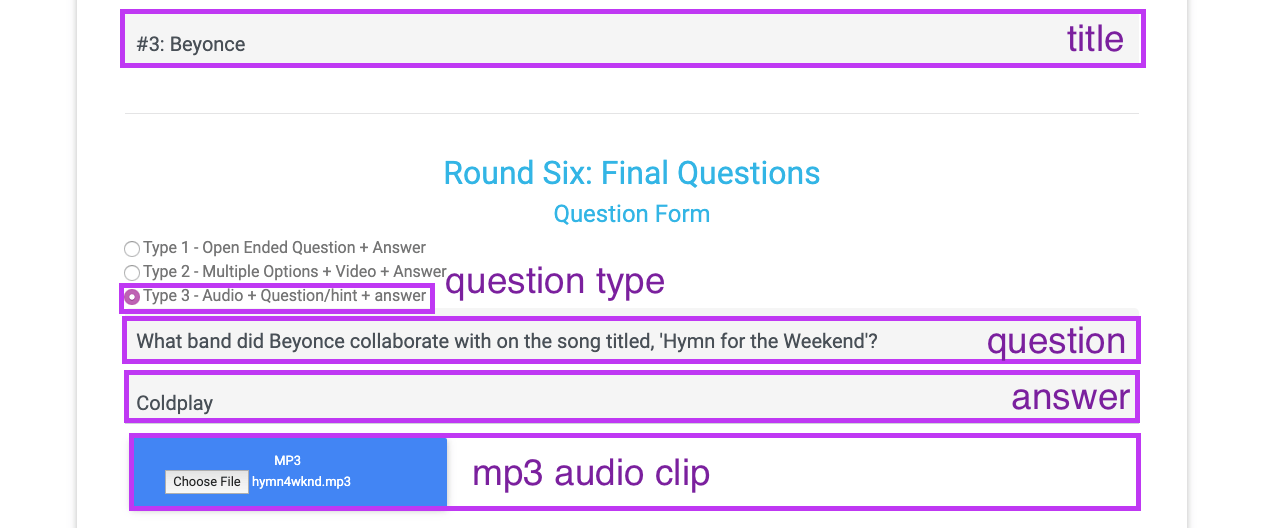 #3: Beyonce title
Round Six: Final Questions
Question Form
Type 1 - Open Ended Question + Answer
Type 2 - Multiple Options + Video + Answer
question type
Type 3 - Audio + Question/hint + answer
What band did Beyonce collaborate with on the song titled, 'Hymn for the Weekend'? question
Coldplay answer
MP3
Choose File hymn4wknd.mp3
mp3 audio clip